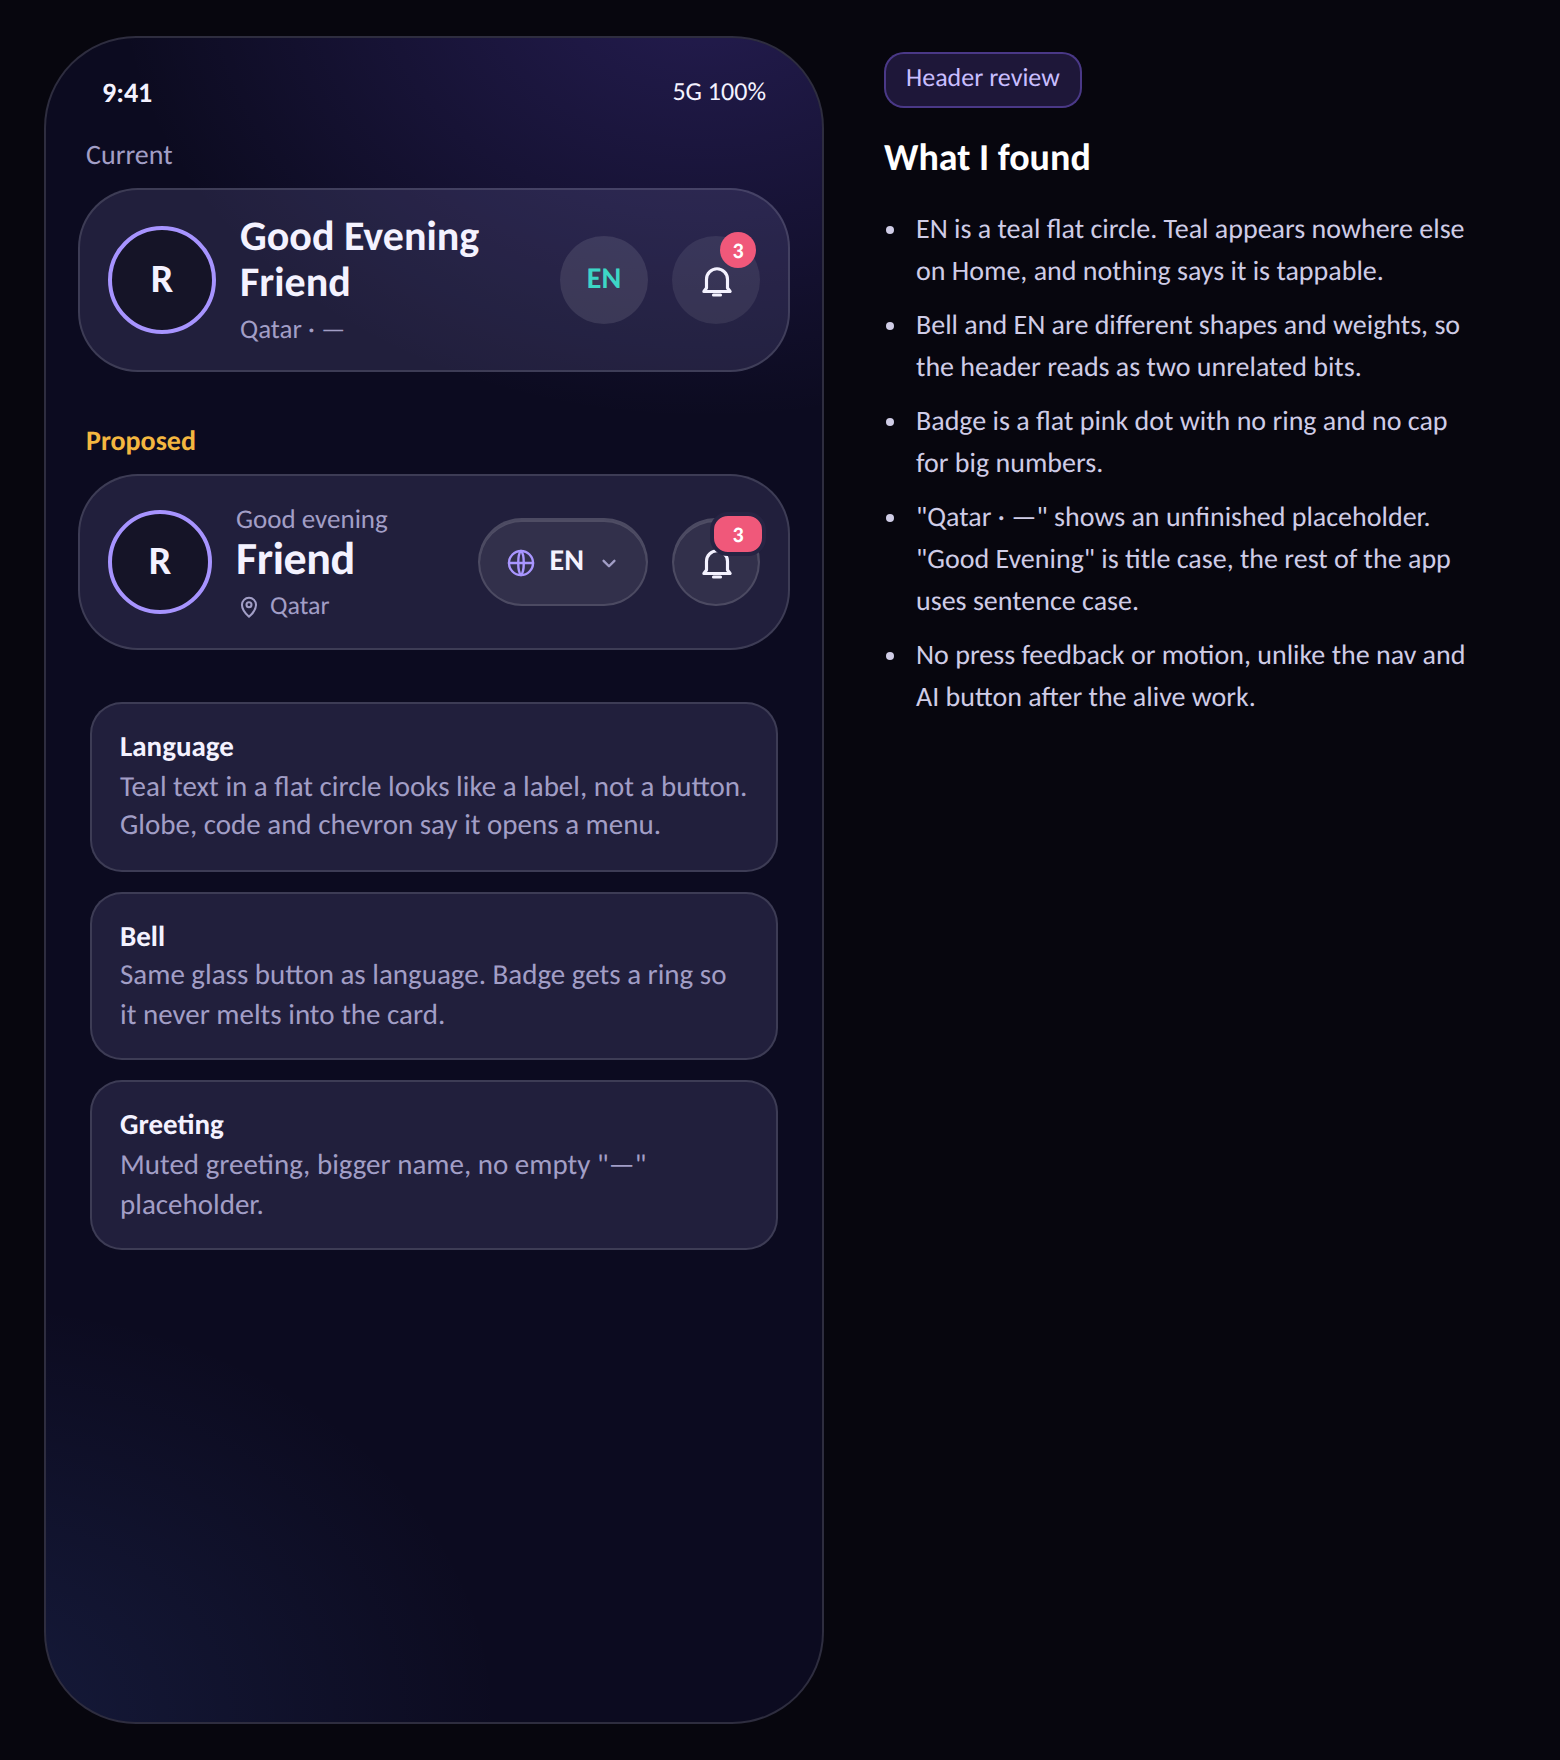 9:41
5G 100%
Current
R
Good Evening
Friend
Qatar · —
EN
3
Proposed
R
Good evening
Friend
Qatar
EN
3
Language
Teal text in a flat circle looks like a label, not a button.
Globe, code and chevron say it opens a menu.
Bell
Same glass button as language. Badge gets a ring so
it never melts into the card.
Greeting
Muted greeting, bigger name, no empty "—"
placeholder.
Header review
What I found
• EN is a teal flat circle. Teal appears nowhere else
on Home, and nothing says it is tappable.
• Bell and EN are different shapes and weights, so
the header reads as two unrelated bits.
• Badge is a flat pink dot with no ring and no cap
for big numbers.
• "Qatar · —" shows an unfinished placeholder.
"Good Evening" is title case, the rest of the app
uses sentence case.
• No press feedback or motion, unlike the nav and
AI button after the alive work.